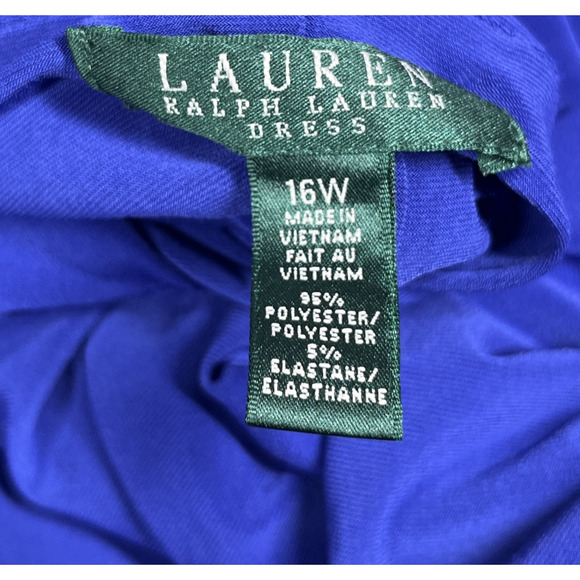 LAUREN
RALPH LAUREN
DRESS
16W
MADE IN
VIETNAM
FAIT AU
VIETNAM
95%
POLYESTER/
POLYESTER
5%
ELASTANE/
ELASTHANNE